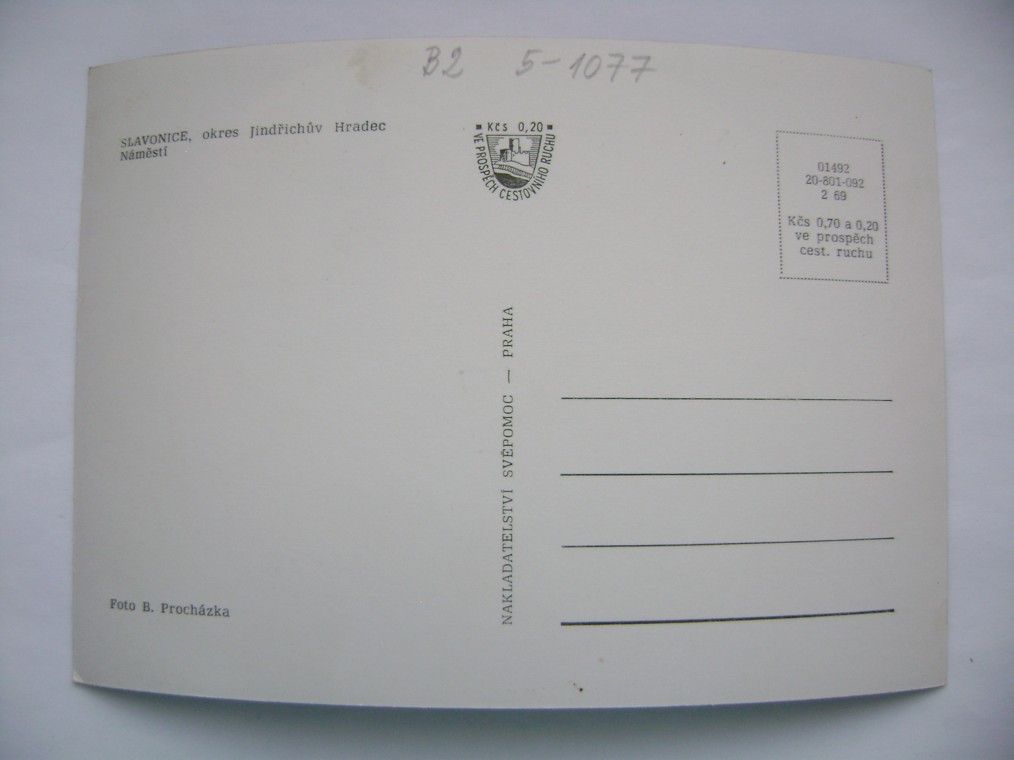 B2 5-1077
SLAVONICE, okres Jindřichův Hradec
Náměstí
Kčs 0,20
VE PROSPĚCH CESTOVNÍHO RUCHU
01492
20-801-092
2 69
Kčs 0,70 a 0,20
ve prospěch
cest. ruchu
NAKLADATELSTVÍ SVÉPOMOC — PRAHA
Foto B. Procházka